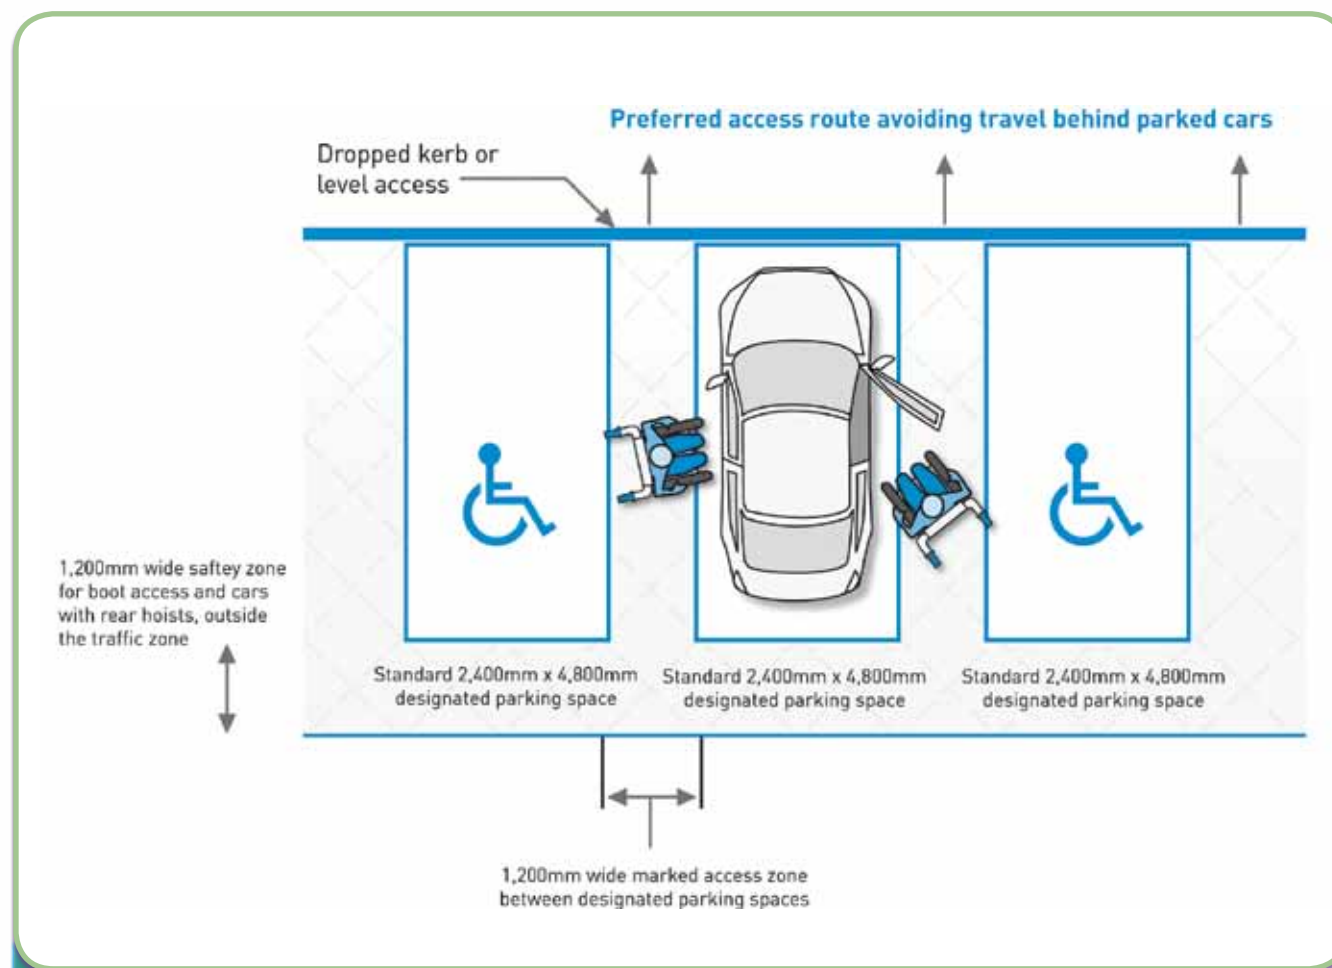 Preferred access route avoiding travel behind parked cars
Dropped kerb or
level access
1,200mm wide saftey zone
for boot access and cars
with rear hoists, outside
the traffic zone
Standard 2,400mm x 4,800mm
designated parking space
Standard 2,400mm x 4,800mm
designated parking space
Standard 2,400mm x 4,800mm
designated parking space
1,200mm wide marked access zone
between designated parking spaces